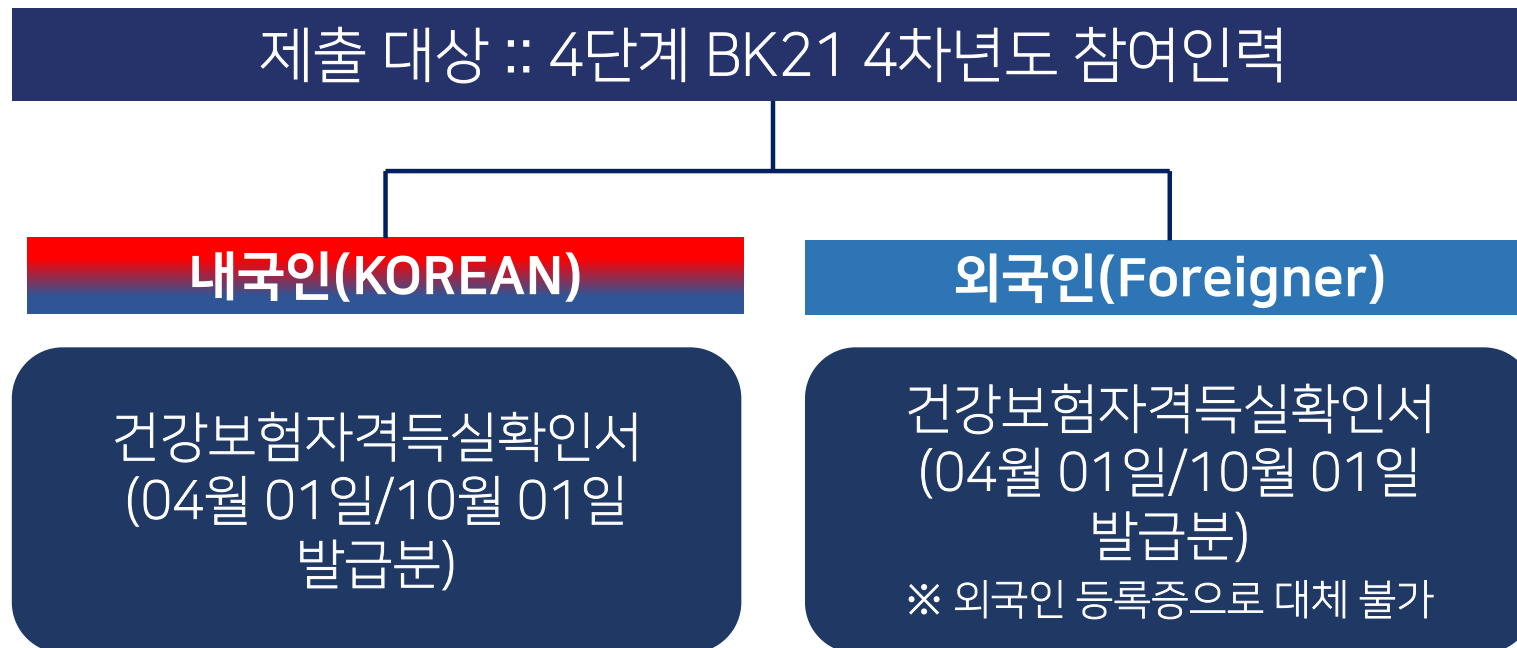 제출 대상 :: 4단계 BK21 4차년도 참여인력
내국인(KOREAN)
건강보험자격득실확인서
(04월 01일/10월 01일
발급분)
외국인(Foreigner)
건강보험자격득실확인서
(04월 01일/10월 01일
발급분)
※ 외국인 등록증으로 대체 불가